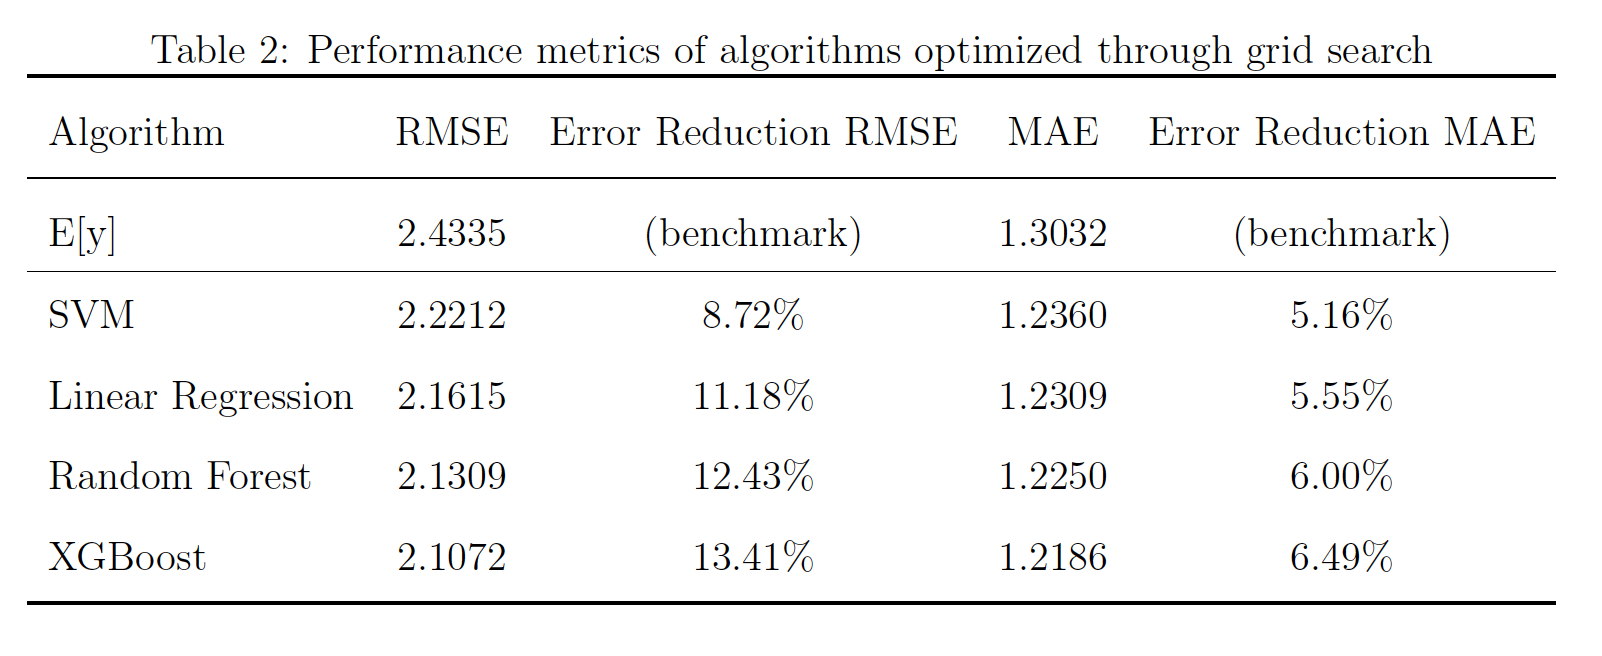 Table 2: Performance metrics of algorithms optimized through grid search
Algorithm RMSE Error Reduction RMSE MAE Error Reduction MAE
E[y] 2.4335 (benchmark) 1.3032 (benchmark)
SVM 2.2212 8.72% 1.2360 5.16%
Linear Regression 2.1615 11.18% 1.2309 5.55%
Random Forest 2.1309 12.43% 1.2250 6.00%
XGBoost 2.1072 13.41% 1.2186 6.49%